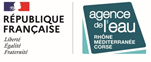 RÉPUBLIQUE
FRANÇAISE
Liberté
Égalité
Fraternité
agence
de l'eau
RHÔNE
MÉDITERRANÉE
CORSE